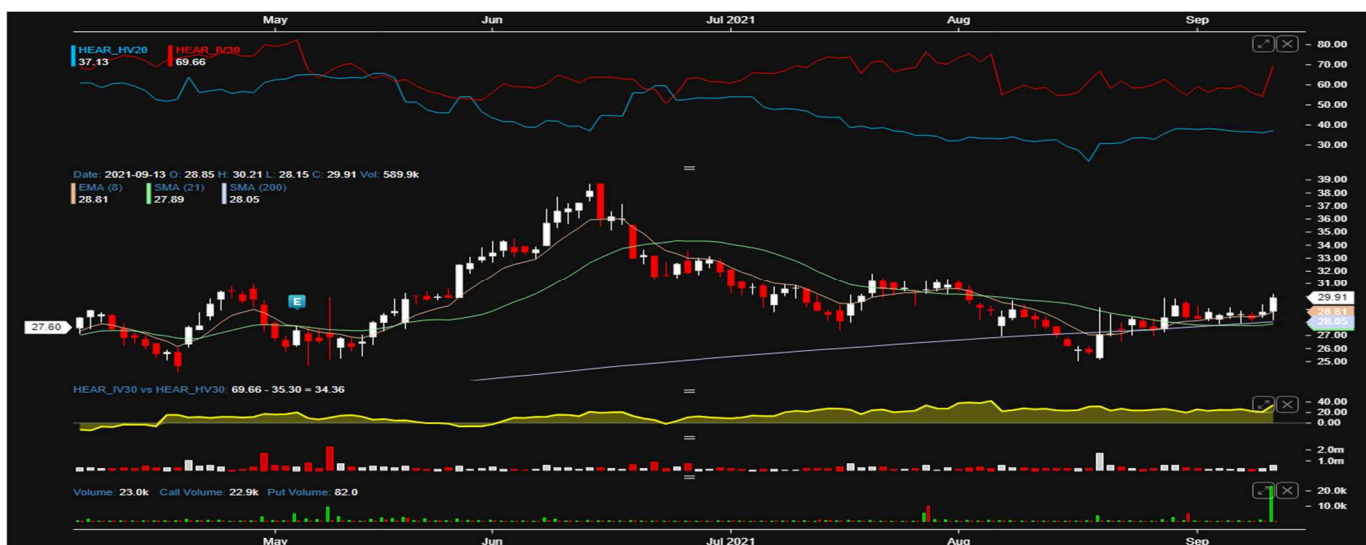 May Jun Jul 2021 Aug Sep
HEAR_HV20 HEAR_IV30
37.13 69.66
80.00
70.00
60.00
50.00
40.00
30.00
Date: 2021-09-13 O: 28.85 H: 30.21 L: 28.15 C: 29.91 Vol: 589.9k
EMA (8) SMA (21) SMA (200)
28.81 27.89 28.05
39.00
38.00
37.00
36.00
35.00
34.00
33.00
32.00
31.00
E
29.91
28.81
28.05
27.60
27.00
26.00
25.00
HEAR_IV30 vs HEAR_HV30: 69.66 - 35.30 = 34.36
40.00
20.00
0.00
2.0m
1.0m
Volume: 23.0k Call Volume: 22.9k Put Volume: 82.0
20.0k
10.0k
May Jun Jul 2021 Aug Sep